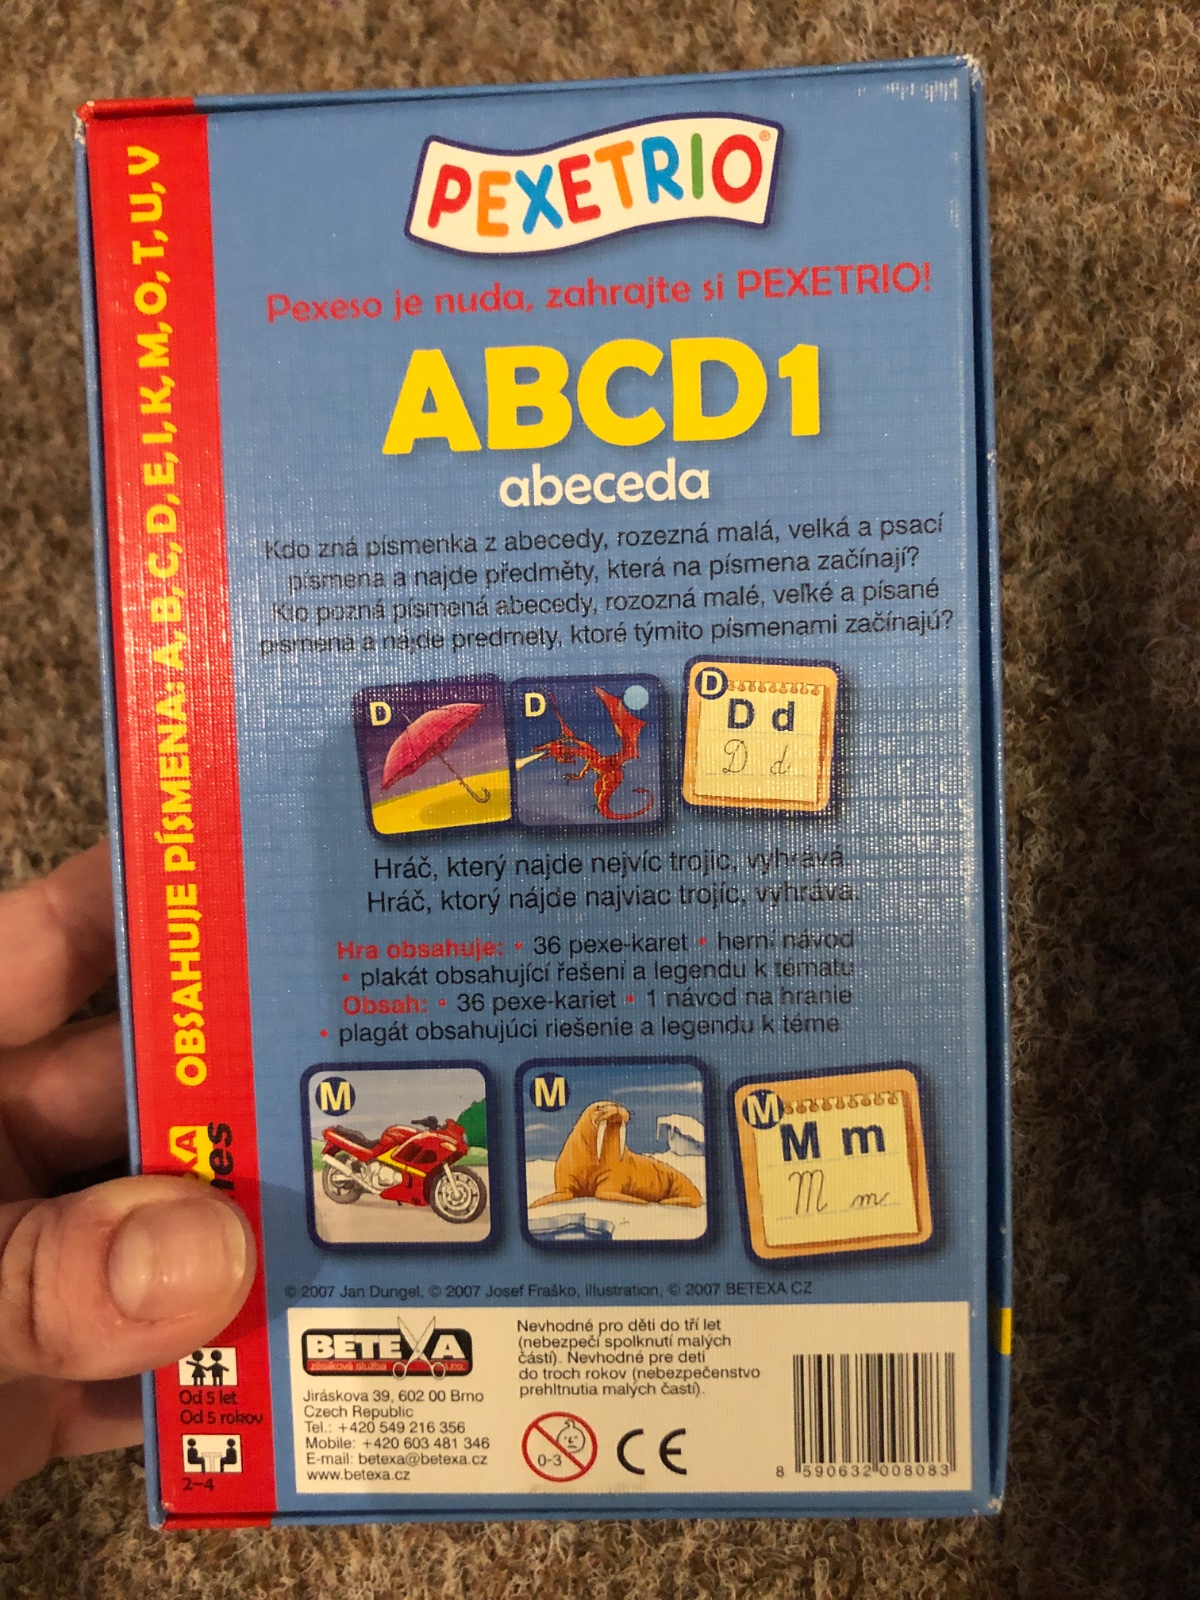 PEXETRIO®
Pexeso je nuda, zahrajte si PEXETRIO!
ABCD1
abeceda
Kdo zná písmenka z abecedy, rozezná malá, velká a psací
písmena a najde předměty, která na písmena začínají?
Kto pozná písmená abecedy, rozozná malé, veľké a písané
písmená a nájde predmety, ktoré týmito písmenami začínajú?
D
D
D
D d
D d
Hráč, který najde nejvíc trojic, vyhrává.
Hráč, ktorý nájde najviac trojíc, vyhráva.
Hra obsahuje: • 36 pexe-karet • herní návod
• plakát obsahující řešení a legendu k tématu
Obsah: • 36 pexe-kariet • 1 návod na hranie
• plagát obsahujúci riešenie a legendu k téme
M
M
M
M m
M m
© 2007 Jan Dungel, © 2007 Josef Fraško, illustration, © 2007 BETEXA CZ
BETEXA
zásilková služba s.r.o.
Jiráskova 39, 602 00 Brno
Czech Republic
Tel.: +420 549 216 356
Mobile: +420 603 481 346
E-mail: betexa@betexa.cz
www.betexa.cz
Nevhodné pro děti do tří let
(nebezpečí spolknutí malých
částí). Nevhodné pre deti
do troch rokov (nebezpečenstvo
prehltnutia malých častí).
0-3
CE
8 590632 008083
OBSAHUJE PÍSMENA: A, B, C, D, E, I, K, M, O, T, U, V
Od 5 let
Od 5 rokov
2-4